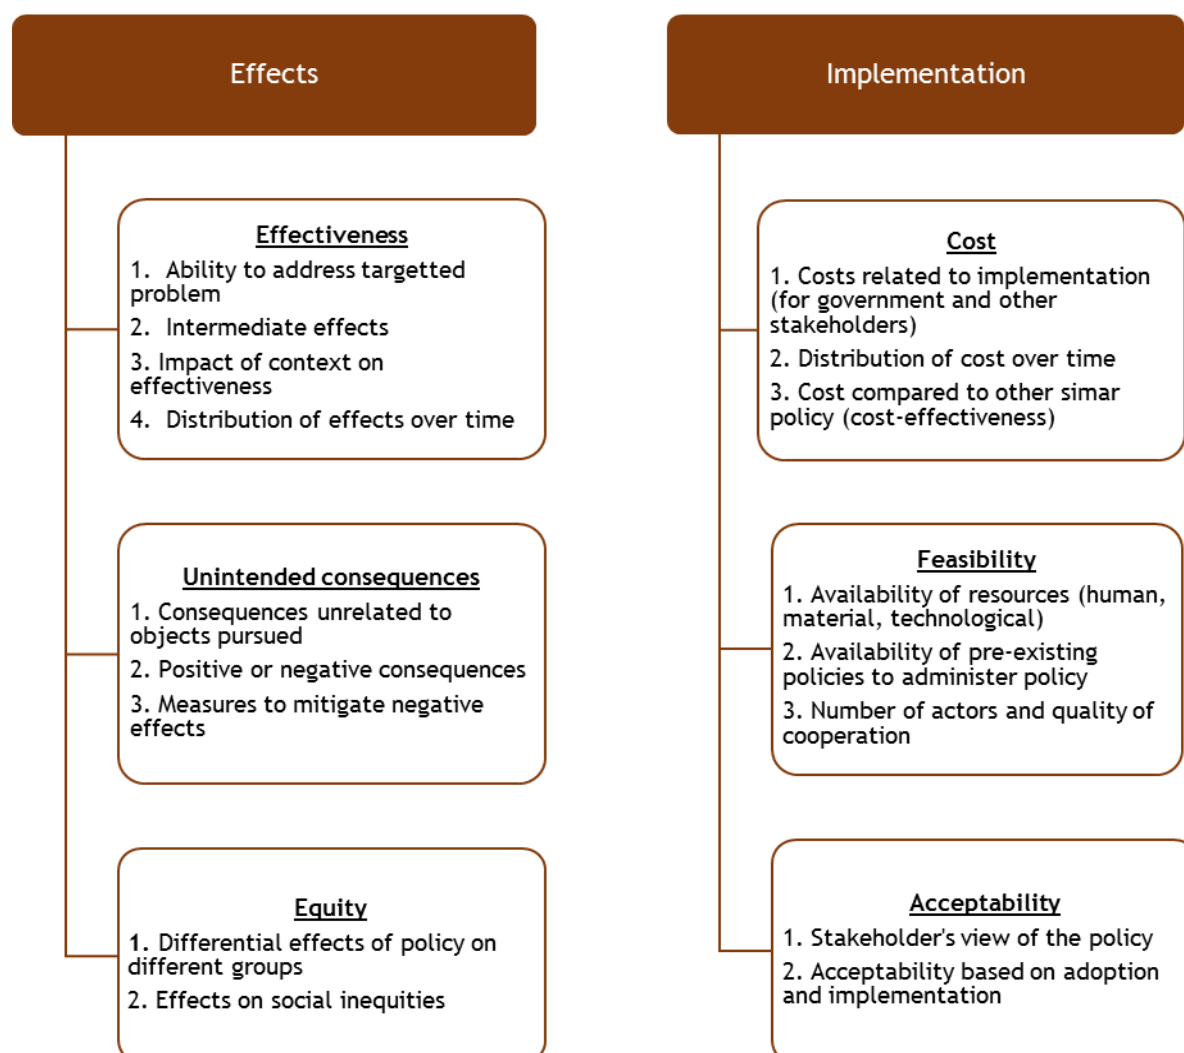 Effects
Effectiveness
1.  Ability to address targetted
problem
2.  Intermediate effects
3. Impact of context on
effectiveness
4.  Distribution of effects over time
Unintended consequences
1. Consequences unrelated to
objects pursued
2. Positive or negative consequences
3. Measures to mitigate negative
effects
Equity
1. Differential effects of policy on
different groups
2. Effects on social inequities
Implementation
Cost
1. Costs related to implementation
(for government and other
stakeholders)
2. Distribution of cost over time
3. Cost compared to other simar
policy (cost-effectiveness)
Feasibility
1. Availability of resources (human,
material, technological)
2. Availability of pre-existing
policies to administer policy
3. Number of actors and quality of
cooperation
Acceptability
1. Stakeholder's view of the policy
2. Acceptability based on adoption
and implementation